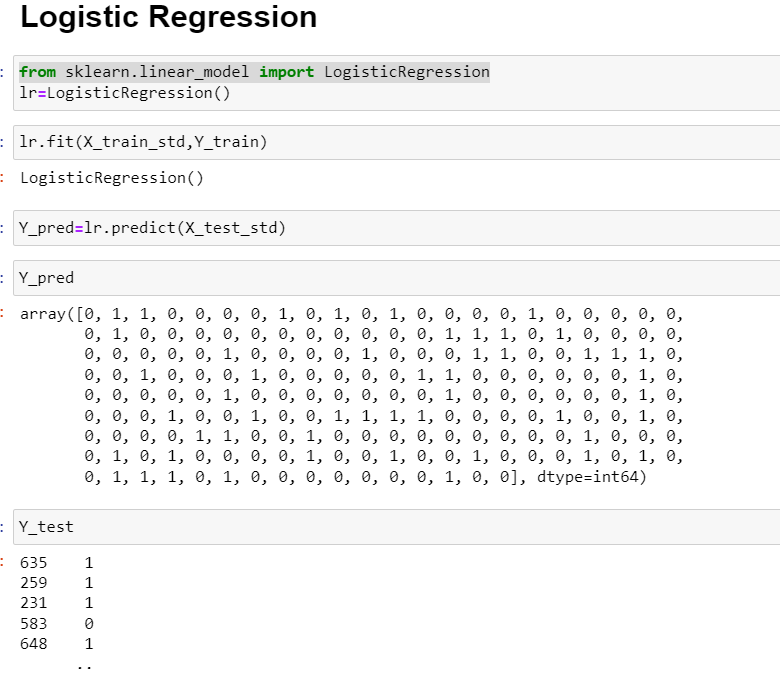 Logistic Regression
: from sklearn.linear_model import LogisticRegression
lr=LogisticRegression()
: lr.fit(X_train_std,Y_train)
: LogisticRegression()
: Y_pred=lr.predict(X_test_std)
: Y_pred
: array([0, 1, 1, 0, 0, 0, 0, 1, 0, 1, 0, 1, 0, 0, 0, 0, 1, 0, 0, 0, 0, 0,
0, 1, 0, 0, 0, 0, 0, 0, 0, 0, 0, 1, 1, 1, 0, 1, 0, 0, 0, 0,
0, 0, 0, 0, 0, 1, 0, 0, 0, 0, 1, 0, 0, 0, 1, 1, 0, 0, 1, 1, 1, 0,
0, 0, 1, 0, 0, 0, 1, 0, 0, 0, 0, 0, 1, 1, 0, 0, 0, 0, 0, 0, 1, 0,
0, 0, 0, 0, 0, 1, 0, 0, 0, 0, 0, 0, 0, 1, 0, 0, 0, 0, 0, 0, 1, 0,
0, 0, 0, 1, 0, 0, 1, 0, 0, 1, 1, 1, 1, 0, 0, 0, 0, 1, 0, 0, 1, 0,
0, 0, 0, 0, 1, 1, 0, 0, 1, 0, 0, 0, 0, 0, 0, 0, 0, 0, 1, 0, 0, 0,
0, 1, 0, 1, 0, 0, 0, 0, 1, 0, 0, 1, 0, 0, 1, 0, 0, 0, 1, 0, 1, 0,
0, 1, 1, 1, 0, 1, 0, 0, 0, 0, 0, 0, 0, 1, 0, 0], dtype=int64)
: Y_test
: 635 1
259 1
231 1
583 0
648 1
..